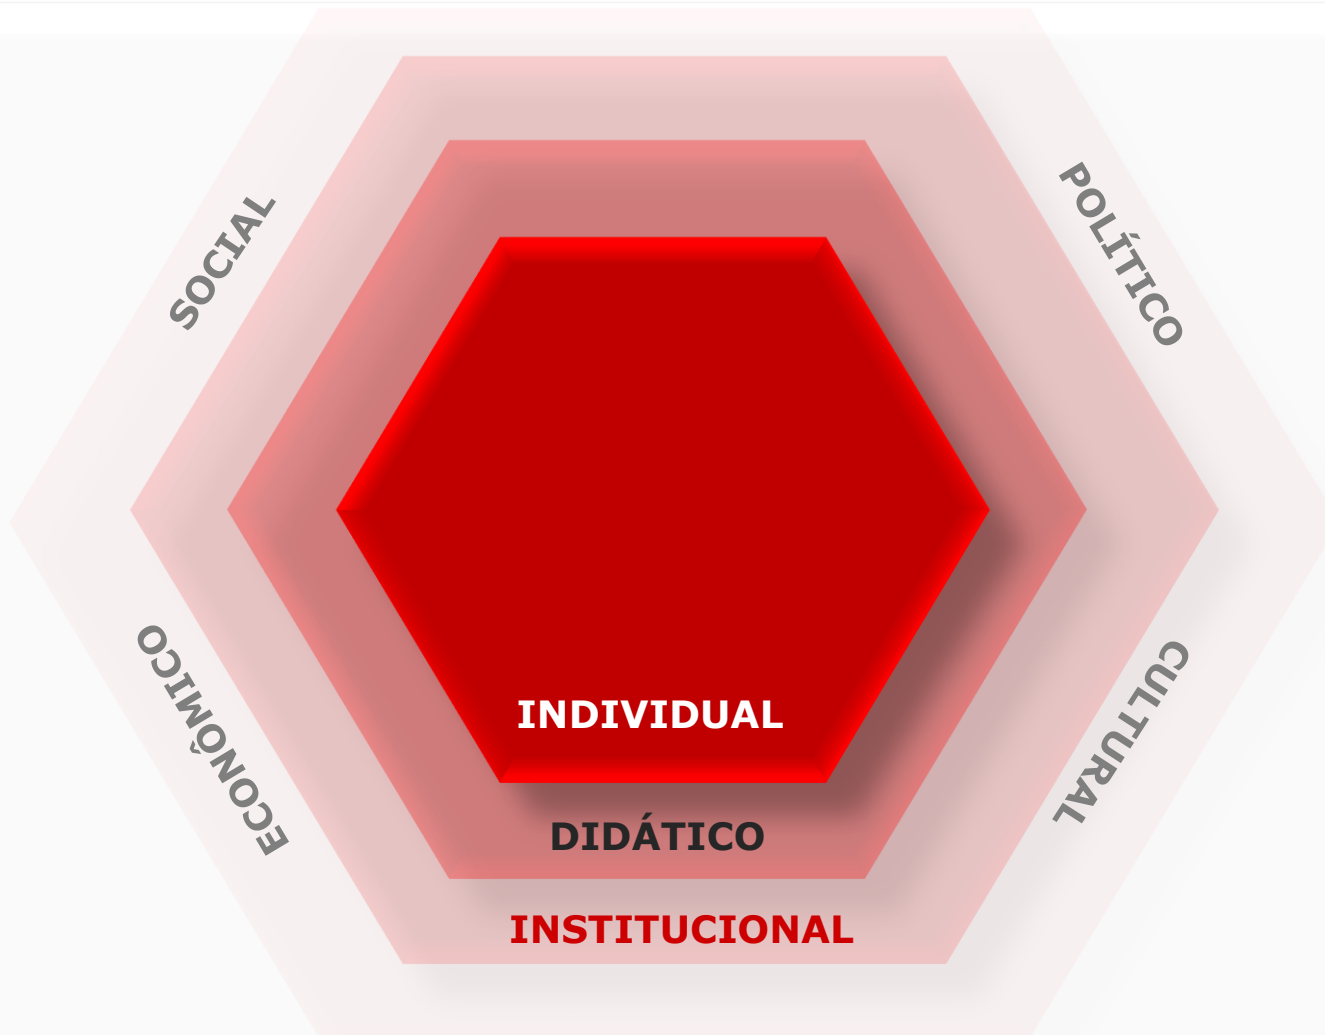 SOCIAL
POLÍTICO
ECONÔMICO
CULTURAL
INDIVIDUAL
DIDÁTICO
INSTITUCIONAL